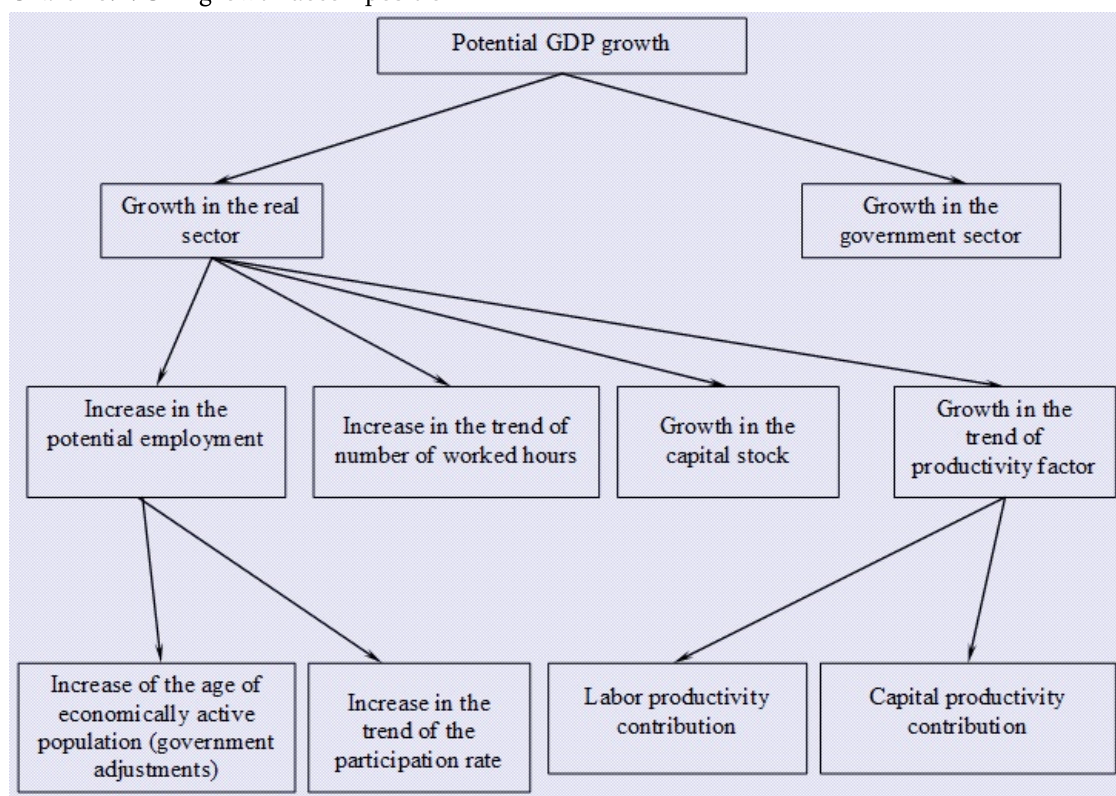 Potential GDP growth
Growth in the real
sector
Growth in the
government sector
Increase in the
potential employment
Increase in the trend of
number of worked hours
Growth in the
capital stock
Growth in the
trend of
productivity factor
Increase of the age of
economically active
population (government
adjustments)
Increase in the
trend of the
participation rate
Labor productivity
contribution
Capital productivity
contribution